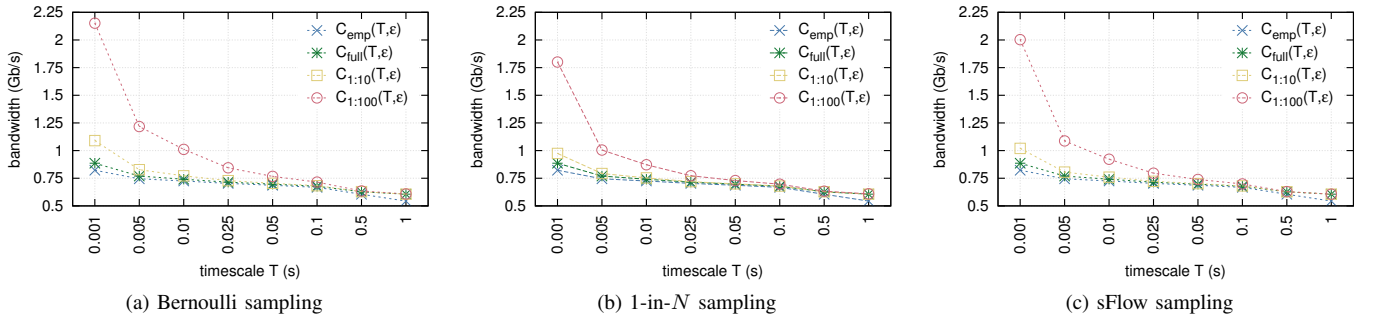 2.25
2
1.75
1.5
1.25
1
0.75
0.5
bandwidth (Gb/s)
C_emp(T,ε)
C_full(T,ε)
C_1:10(T,ε)
C_1:100(T,ε)
0.001
0.005
0.01
0.025
0.05
0.1
0.5
1
timescale T (s)
(a) Bernoulli sampling
2.25
2
1.75
1.5
1.25
1
0.75
0.5
bandwidth (Gb/s)
C_emp(T,ε)
C_full(T,ε)
C_1:10(T,ε)
C_1:100(T,ε)
0.001
0.005
0.01
0.025
0.05
0.1
0.5
1
timescale T (s)
(b) 1-in-N sampling
2.25
2
1.75
1.5
1.25
1
0.75
0.5
bandwidth (Gb/s)
C_emp(T,ε)
C_full(T,ε)
C_1:10(T,ε)
C_1:100(T,ε)
0.001
0.005
0.01
0.025
0.05
0.1
0.5
1
timescale T (s)
(c) sFlow sampling